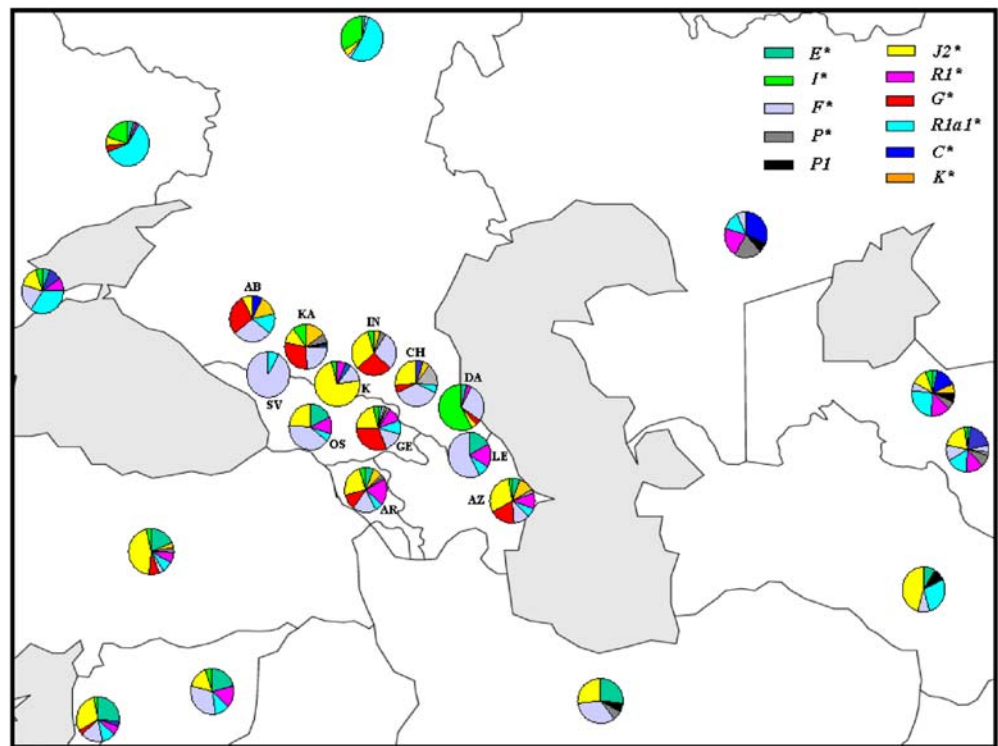 E* J2*
I* R1*
F* G*
P* R1a1*
P1 C*
K*
AB
KA
IN
CH
DA
SV
K
OS
GE
LE
AR
AZ